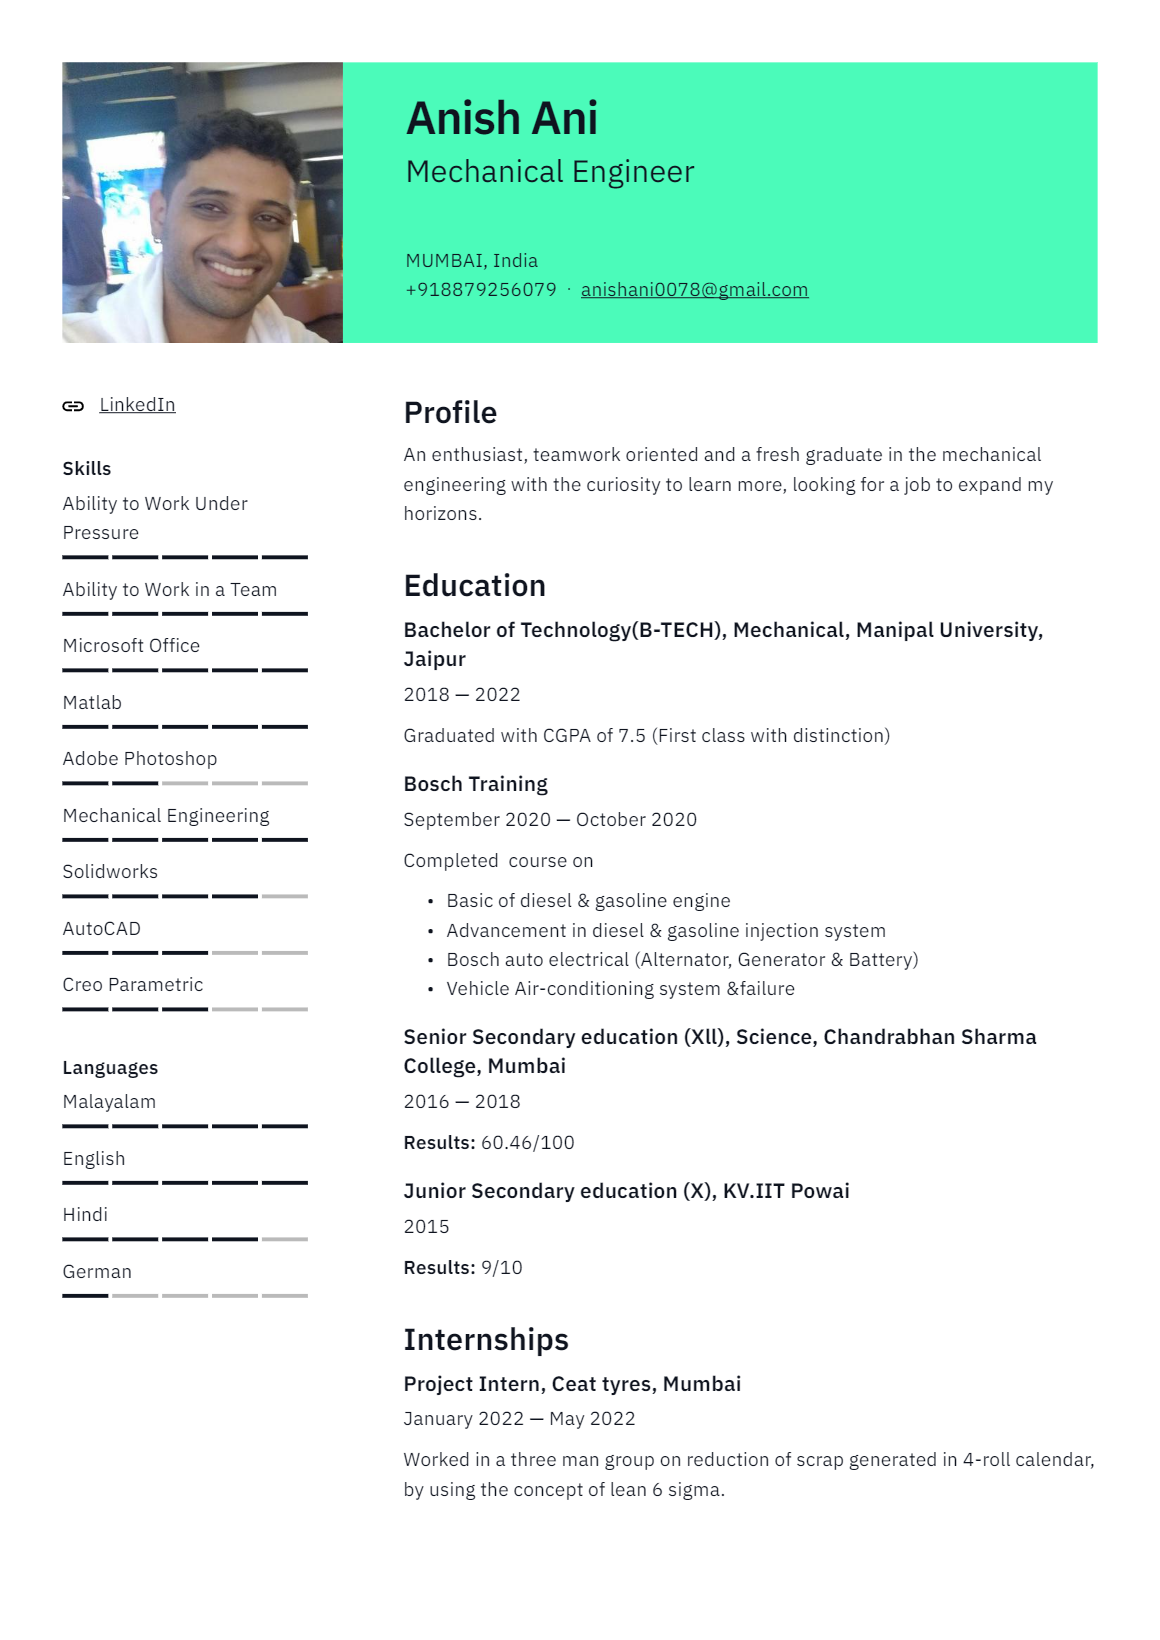 Anish Ani
Mechanical Engineer
MUMBAI, India
+918879256079 · anishani0078@gmail.com
LinkedIn
Skills
Ability to Work Under
Pressure
Ability to Work in a Team
Microsoft Office
Matlab
Adobe Photoshop
Mechanical Engineering
Solidworks
AutoCAD
Creo Parametric
Languages
Malayalam
English
Hindi
German
Profile
An enthusiast, teamwork oriented and a fresh graduate in the mechanical
engineering with the curiosity to learn more, looking for a job to expand my
horizons.
Education
Bachelor of Technology(B-TECH), Mechanical, Manipal University,
Jaipur
2018 — 2022
Graduated with CGPA of 7.5 (First class with distinction)
Bosch Training
September 2020 — October 2020
Completed  course on
• Basic of diesel & gasoline engine
• Advancement in diesel & gasoline injection system
• Bosch auto electrical (Alternator, Generator & Battery)
• Vehicle Air-conditioning system &failure
Senior Secondary education (Xll), Science, Chandrabhan Sharma
College, Mumbai
2016 — 2018
Results: 60.46/100
Junior Secondary education (X), KV.IIT Powai
2015
Results: 9/10
Internships
Project Intern, Ceat tyres, Mumbai
January 2022 — May 2022
Worked in a three man group on reduction of scrap generated in 4-roll calendar,
by using the concept of lean 6 sigma.